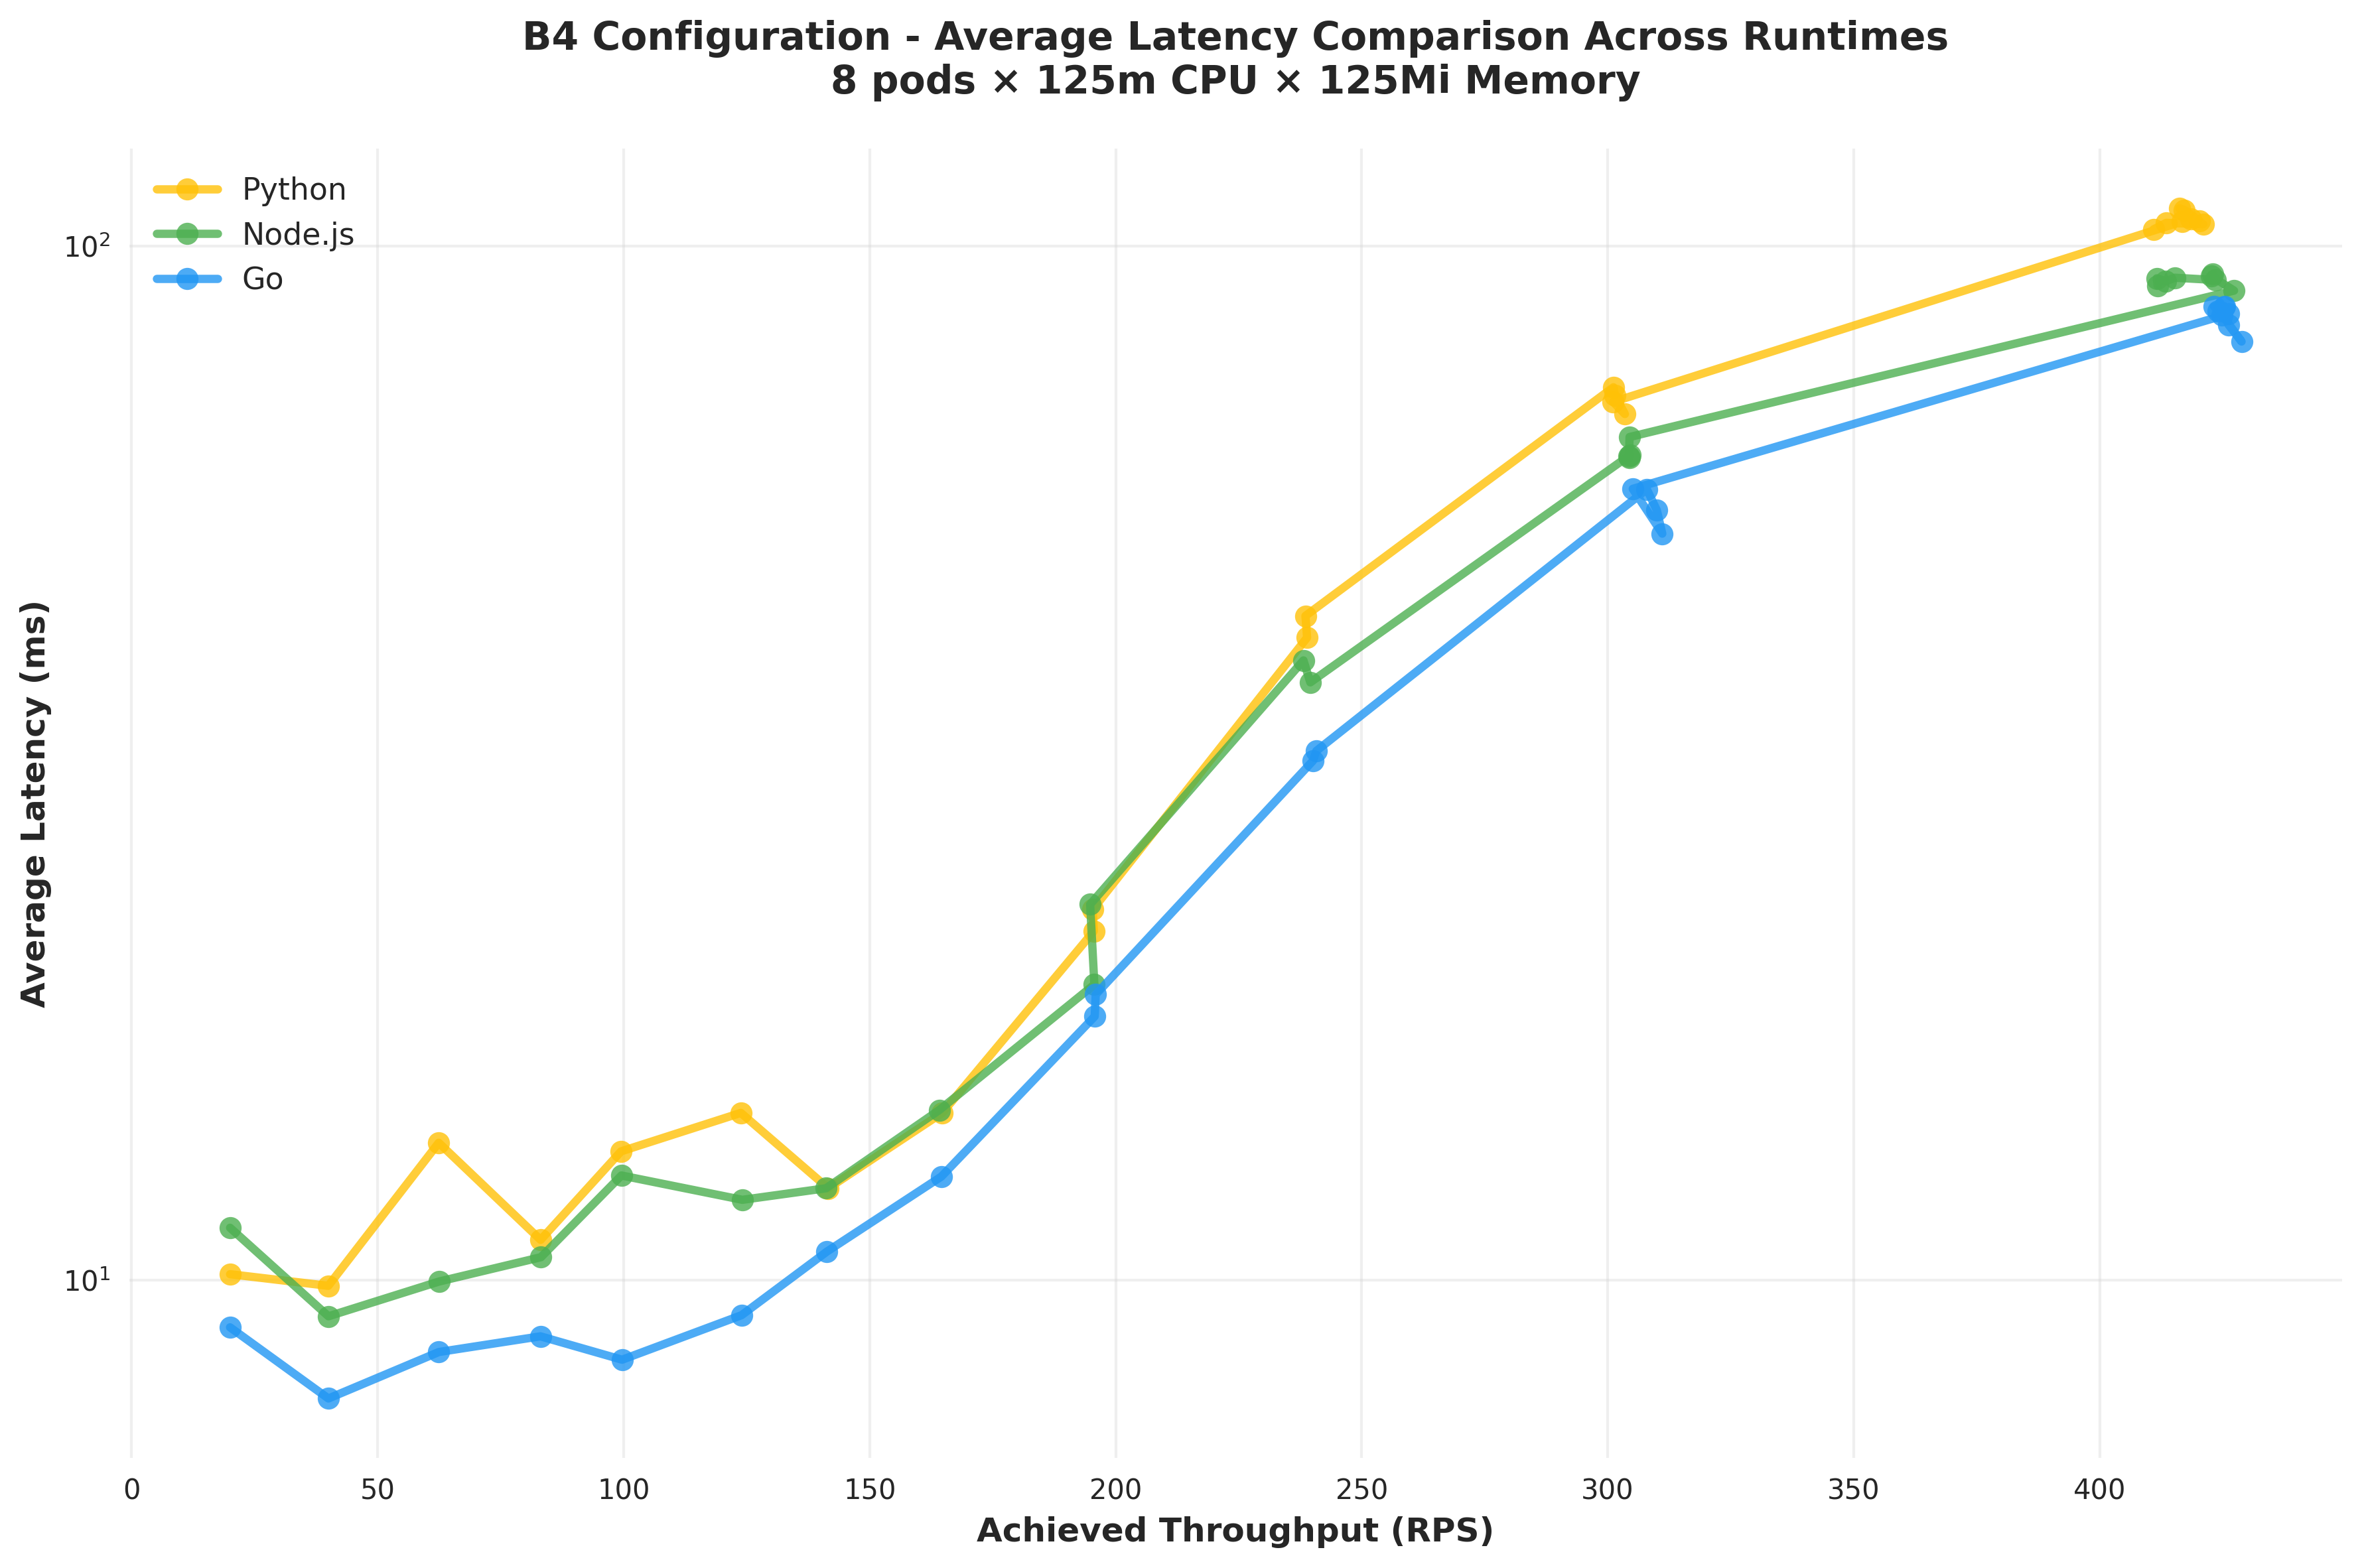 B4 Configuration - Average Latency Comparison Across Runtimes
8 pods × 125m CPU × 125Mi Memory
Python
Node.js
Go
10²
10¹
Average Latency (ms)
0 50 100 150 200 250 300 350 400
Achieved Throughput (RPS)